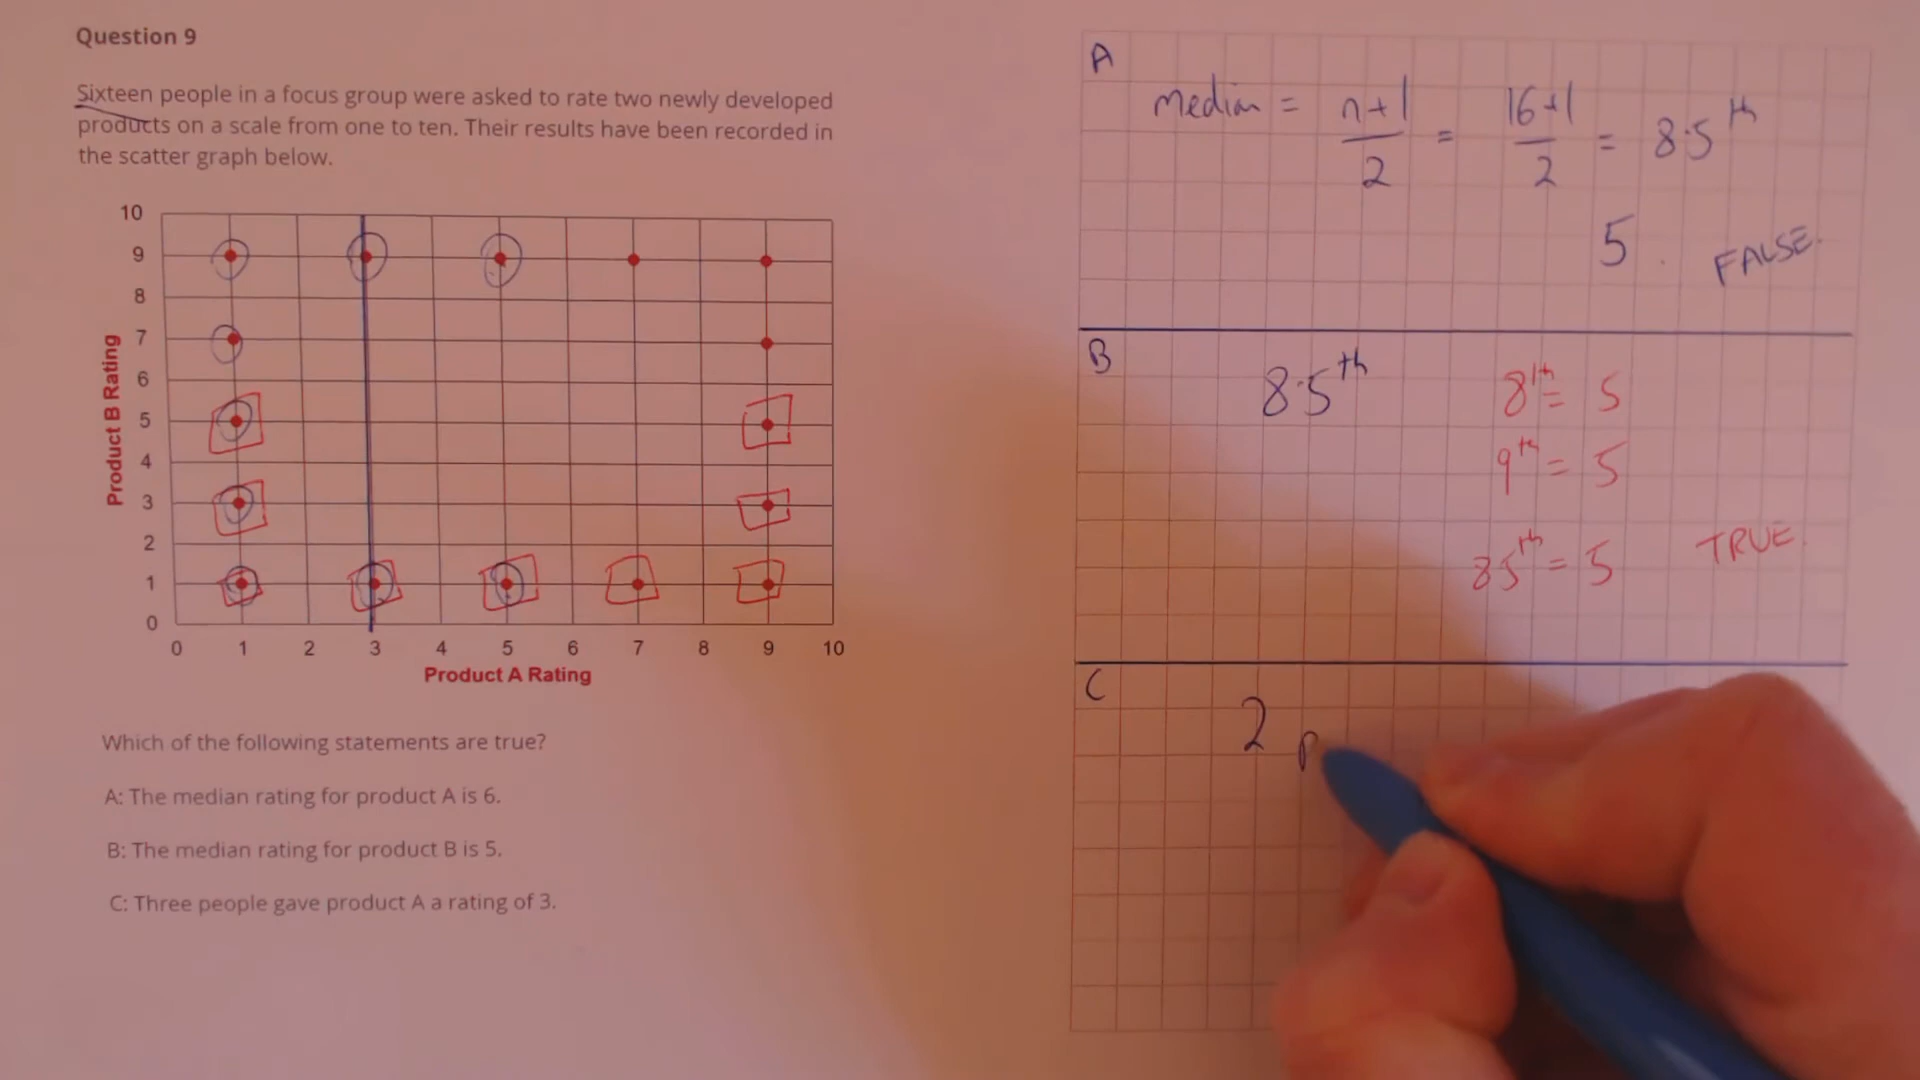 Question 9
Sixteen people in a focus group were asked to rate two newly developed
products on a scale from one to ten. Their results have been recorded in
the scatter graph below.
10
9
8
7
6
5
4
3
2
1
0
Product B Rating
0 1 2 3 4 5 6 7 8 9 10
Product A Rating
Which of the following statements are true?
A: The median rating for product A is 6.
B: The median rating for product B is 5.
C: Three people gave product A a rating of 3.
A
median = n+1 / 2 = 16+1 / 2 = 8.5th
5. FALSE.
B
8.5th
8th = 5
9th = 5
8.5th = 5 TRUE.
C
2 p